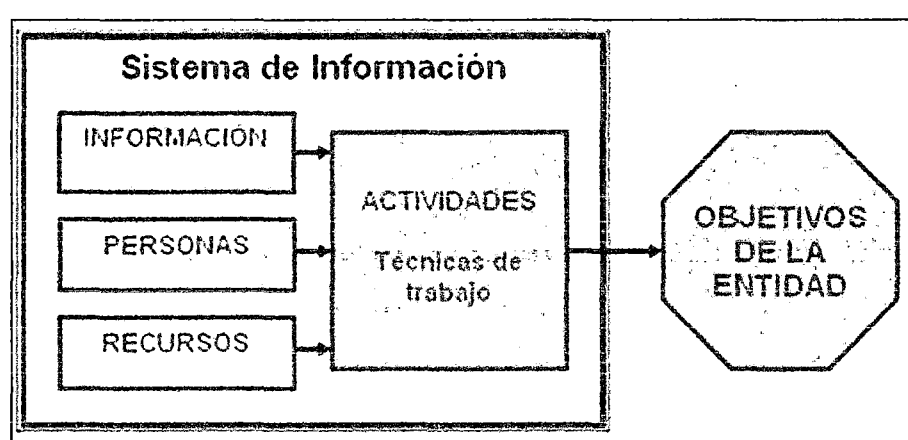 Sistema de Información
INFORMACIÓN
PERSONAS
RECURSOS
ACTIVIDADES
Técnicas de
trabajo
OBJETIVOS
DE LA
ENTIDAD